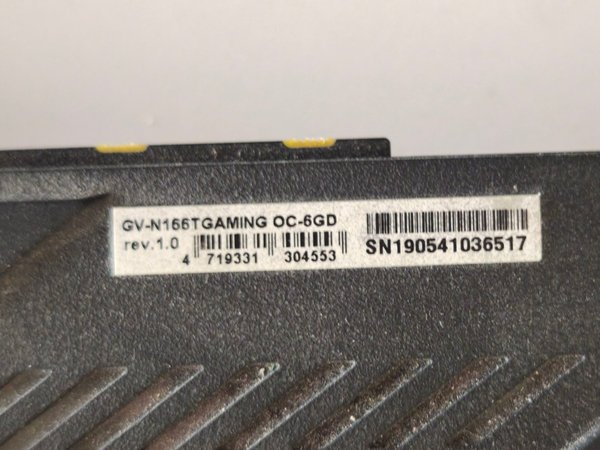 GV-N166TGAMING OC-6GD
rev.1.0
4 719331 304553
SN190541036517